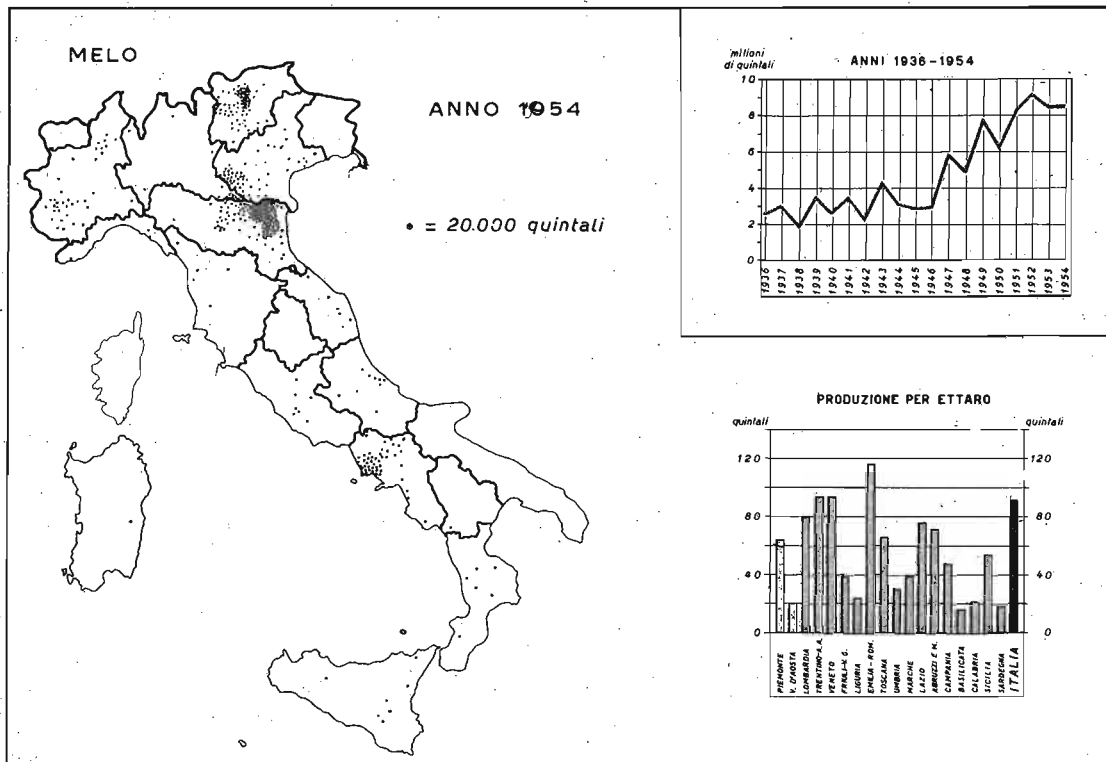 MELO
ANNO 1954
• = 20.000 quintali
milioni
di quintali
ANNI 1936-1954
10
8
6
4
2
0
1936
1937
1938
1939
1940
1941
1942
1943
1944
1945
1946
1947
1948
1949
1950
1951
1952
1953
1954
PRODUZIONE PER ETTARO
quintali
quintali
120
120
80
80
40
40
0
0
PIEMONTE
V. D'AOSTA
LOMBARDIA
TRENTINO-A.A.
VENETO
FRIULI-V. G.
LIGURIA
EMILIA-ROM.
TOSCANA
UMBRIA
MARCHE
LAZIO
ABRUZZI E M.
CAMPANIA
BASILICATA
CALABRIA
SICILIA
SARDEGNA
ITALIA